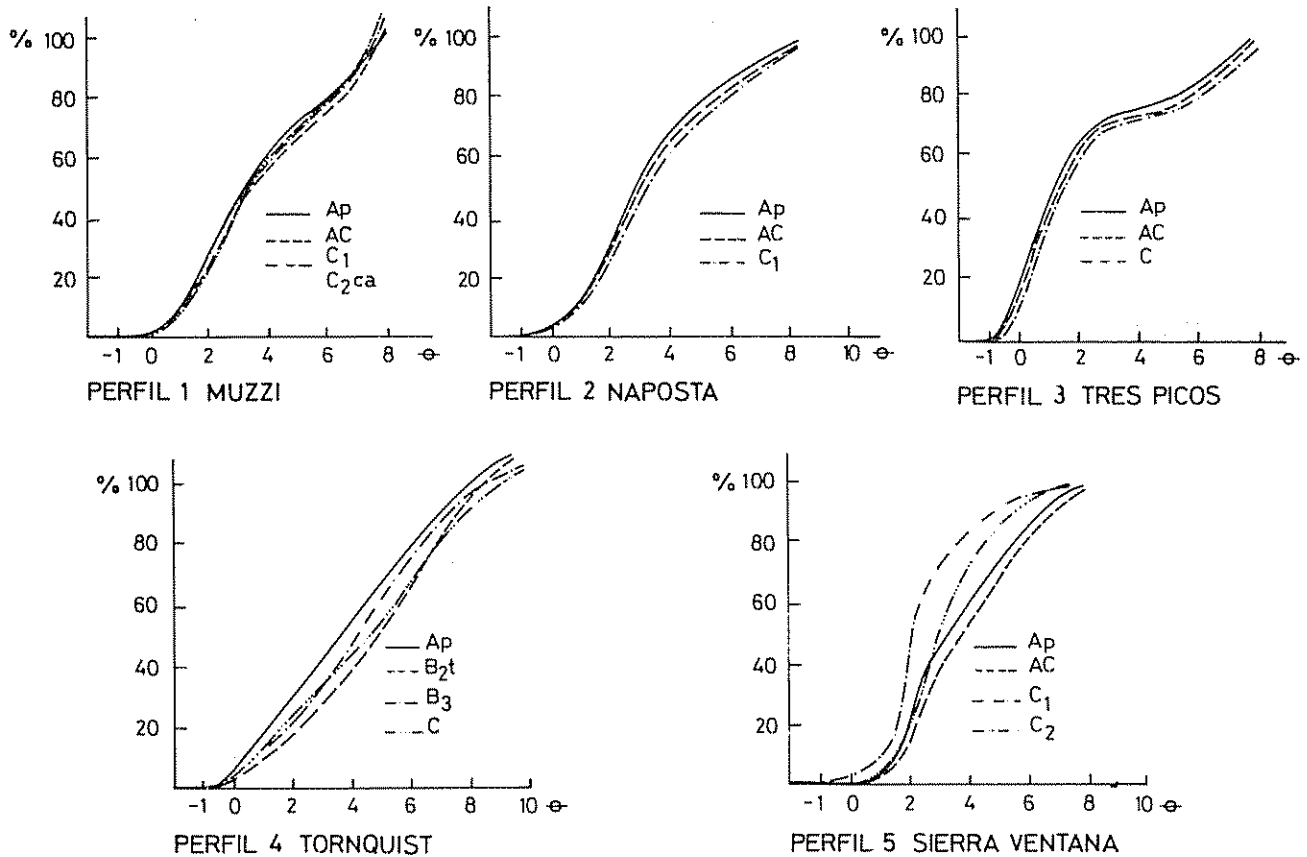 % 100
80
60
40
20
-1 0 2 4 6 8 ϕ
Ap
AC
C1
C2ca
PERFIL 1 MUZZI
% 100
80
60
40
20
-1 0 2 4 6 8 10 ϕ
Ap
AC
C1
PERFIL 2 NAPOSTA
% 100
80
60
40
20
-1 0 2 4 6 8 ϕ
Ap
AC
C
PERFIL 3 TRES PICOS
% 100
80
60
40
20
-1 0 2 4 6 8 10 ϕ
Ap
B2t
B3
C
PERFIL 4 TORNQUIST
% 100
80
60
40
20
-1 0 2 4 6 8 10 ϕ
Ap
AC
C1
C2
PERFIL 5 SIERRA VENTANA